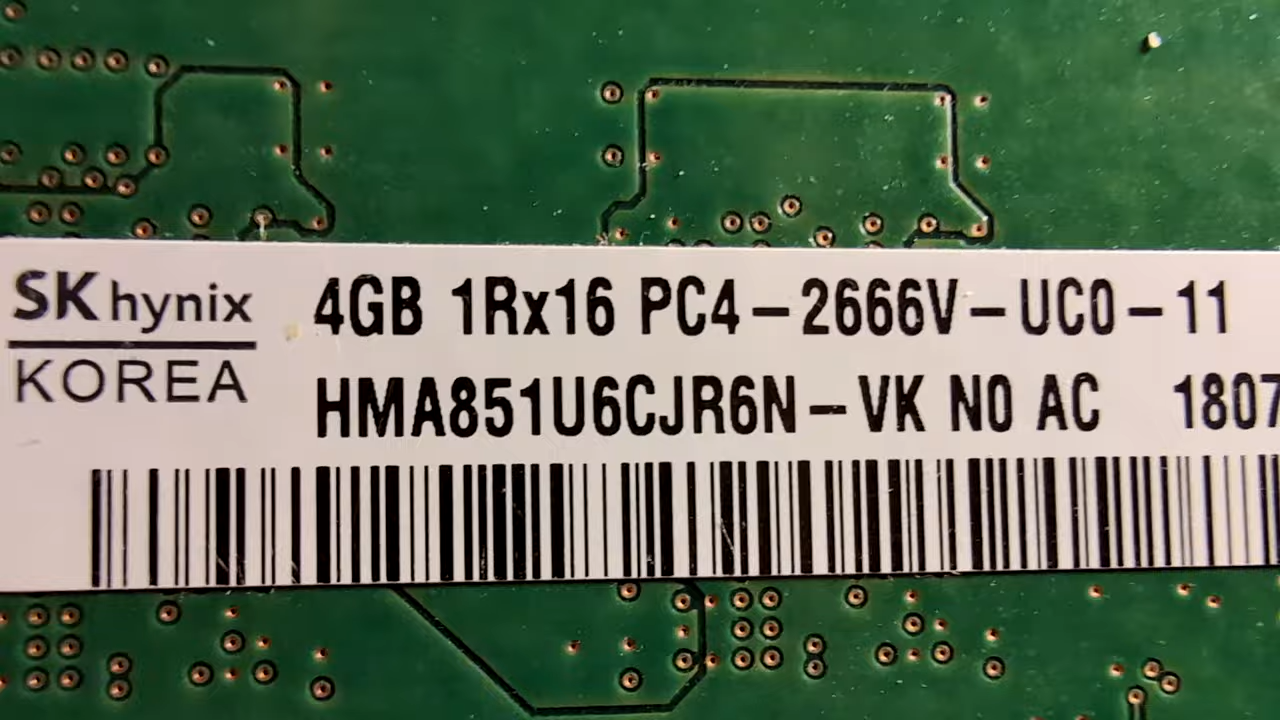 SK hynix
KOREA
4GB 1Rx16 PC4-2666V-UC0-11
HMA851U6CJR6N-VK N0 AC 1807